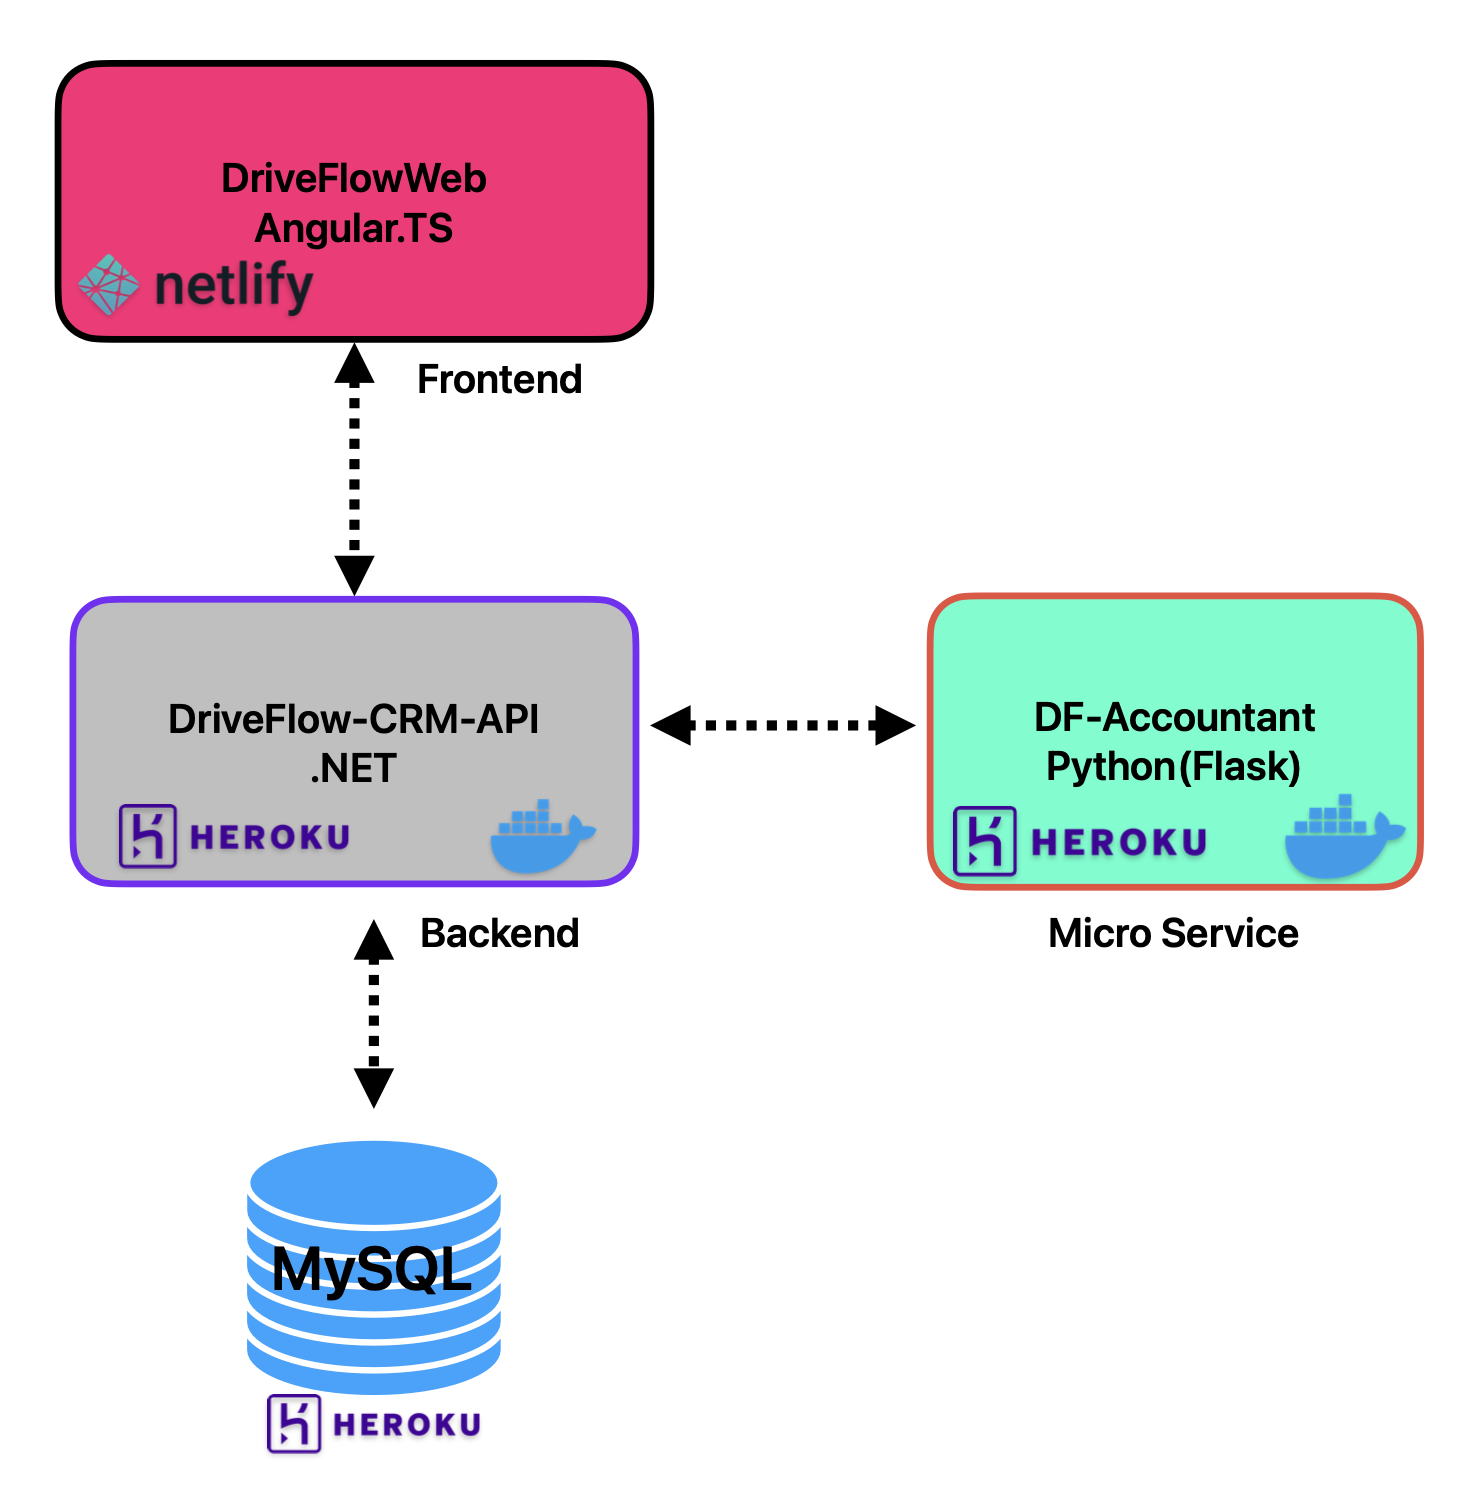 DriveFlowWeb
Angular.TS
netlify
Frontend
DriveFlow-CRM-API
.NET
HEROKU
Backend
DF-Accountant
Python(Flask)
HEROKU
Micro Service
MySQL
HEROKU